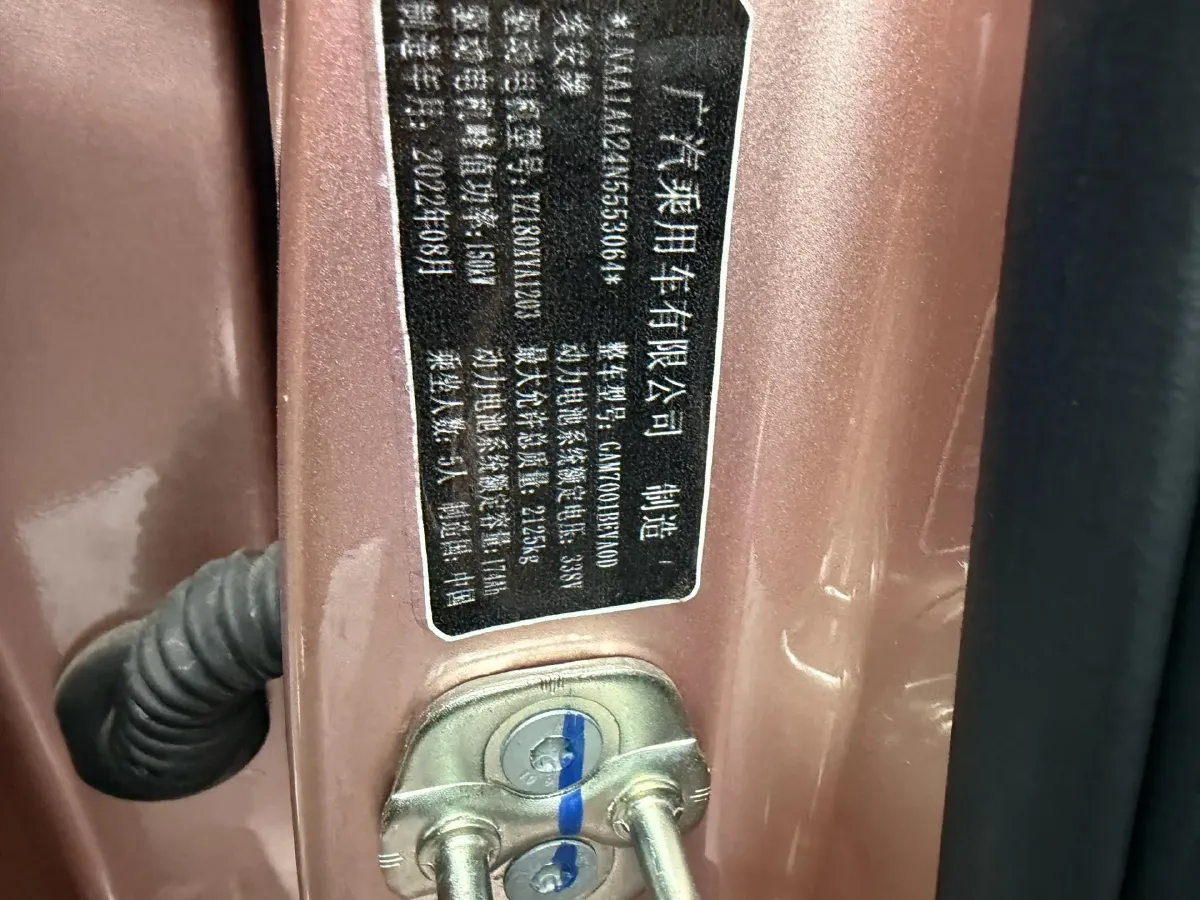 广汽乘用车有限公司 制造
整车型号: GAM7001BEVA0D
埃安牌 动力电池系统额定电压: 338V
驱动电机型号: TZ180XYA1203 最大允许总质量: 2125kg
驱动电机峰值功率: 150kW 动力电池系统额定容量: 174Ah
制造年月: 2022年08月 乘坐人数: 5人 制造国: 中国